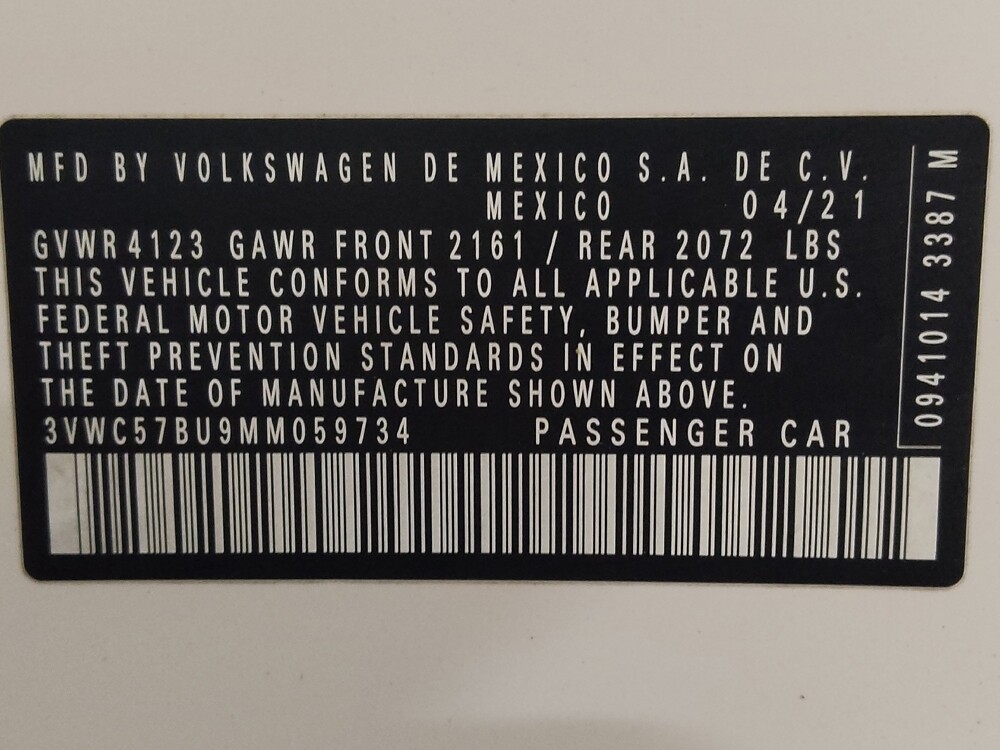 MFD BY VOLKSWAGEN DE MEXICO S.A. DE C.V.
MEXICO 04/21
GVWR 4123 GAWR FRONT 2161 / REAR 2072 LBS
THIS VEHICLE CONFORMS TO ALL APPLICABLE U.S.
FEDERAL MOTOR VEHICLE SAFETY, BUMPER AND
THEFT PREVENTION STANDARDS IN EFFECT ON
THE DATE OF MANUFACTURE SHOWN ABOVE.
3VWC57BU9MM059734 PASSENGER CAR
0941014 3387 M